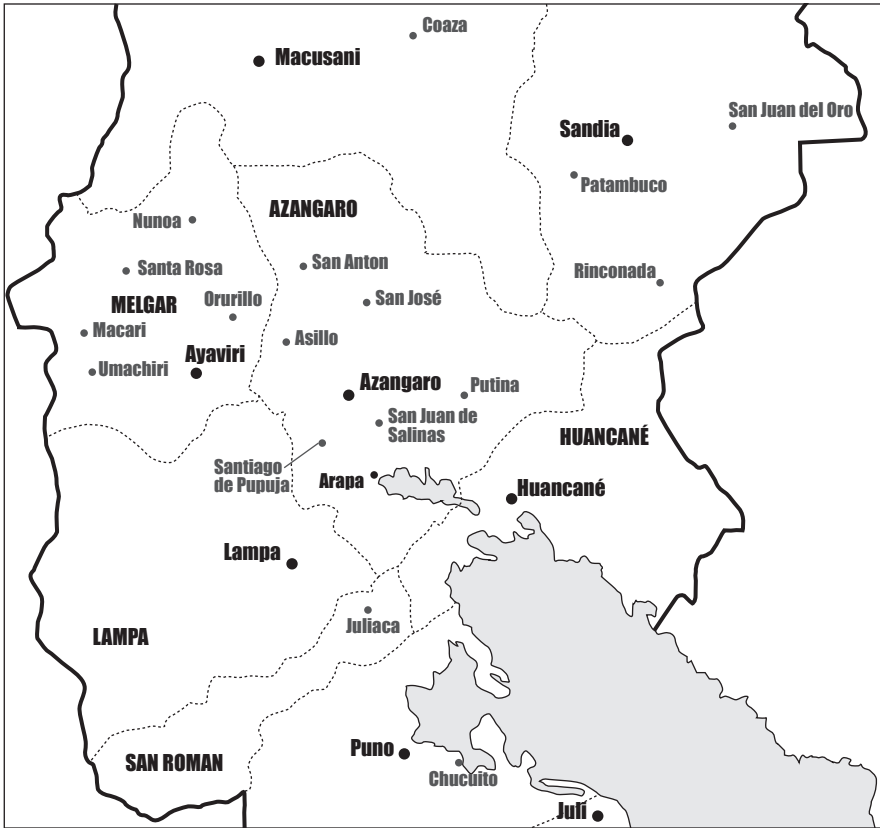 Coaza
Macusani
San Juan del Oro
Sandia
Patambuco
AZANGARO
Nunoa
San Anton
Santa Rosa
Rinconada
Orurillo
San José
MELGAR
Macari
Asillo
Ayaviri
Umachiri
Azangaro
Putina
San Juan de
Salinas
HUANCANÉ
Santiago
de Pupuja
Arapa
Huancané
Lampa
Juliaca
LAMPA
Puno
SAN ROMAN
Chucuito
Juli